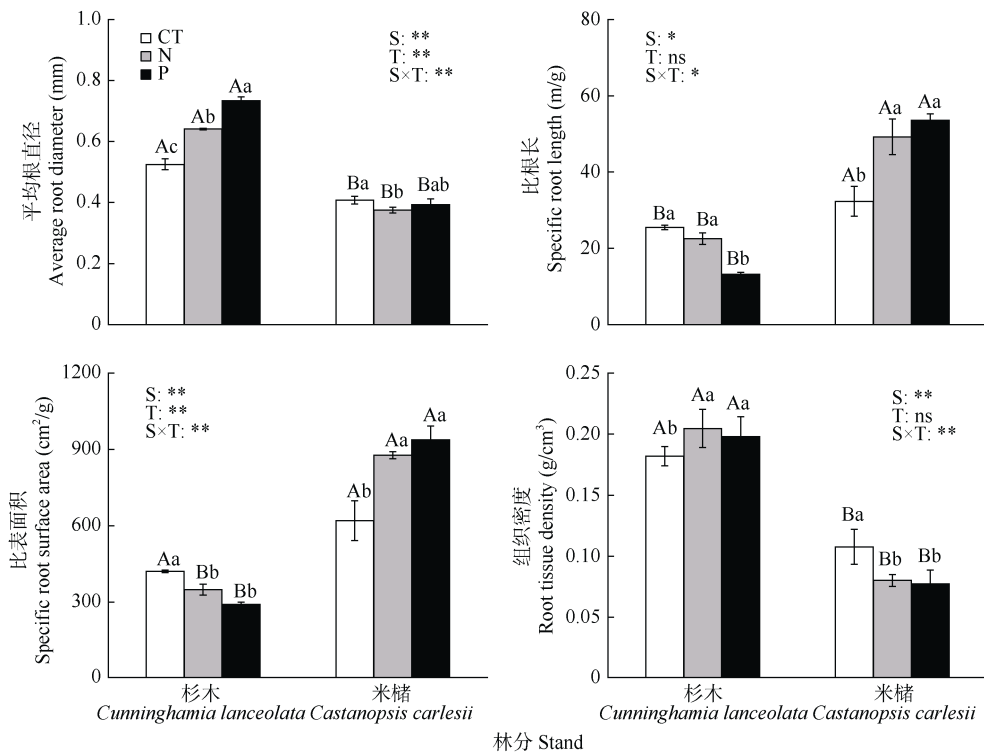 平均根直径
Average root diameter (mm)
1.0
0.8
0.6
0.4
0.2
0
CT
N
P
S: **
T: **
S×T: **
Ac
Ab
Aa
Ba
Bb
Bab
比根长
Specific root length (m/g)
80
60
40
20
0
S: *
T: ns
S×T: *
Ba
Ba
Bb
Ab
Aa
Aa
比表面积
Specific root surface area (cm²/g)
1200
900
600
300
0
S: **
T: **
S×T: **
Aa
Bb
Bb
Ab
Aa
Aa
杉木
米槠
Cunninghamia lanceolata
Castanopsis carlesii
组织密度
Root tissue density (g/cm³)
0.25
0.20
0.15
0.10
0.05
0
S: **
T: ns
S×T: **
Ab
Aa
Aa
Ba
Bb
Bb
杉木
米槠
Cunninghamia lanceolata
Castanopsis carlesii
林分 Stand